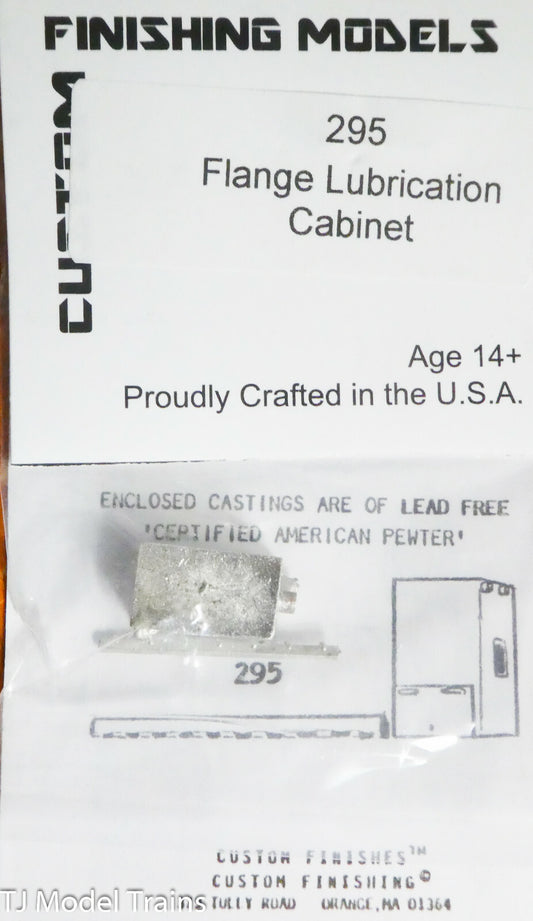 FINISHING MODELS
CUSTOM
295
Flange Lubrication
Cabinet
Age 14+
Proudly Crafted in the U.S.A.
ENCLOSED CASTINGS ARE OF LEAD FREE
'CERTIFIED AMERICAN PEWTER'
295
CUSTOM FINISHES™
CUSTOM FINISHING©
TULLY ROAD ORANGE, MA 01364
TJ Model Trains